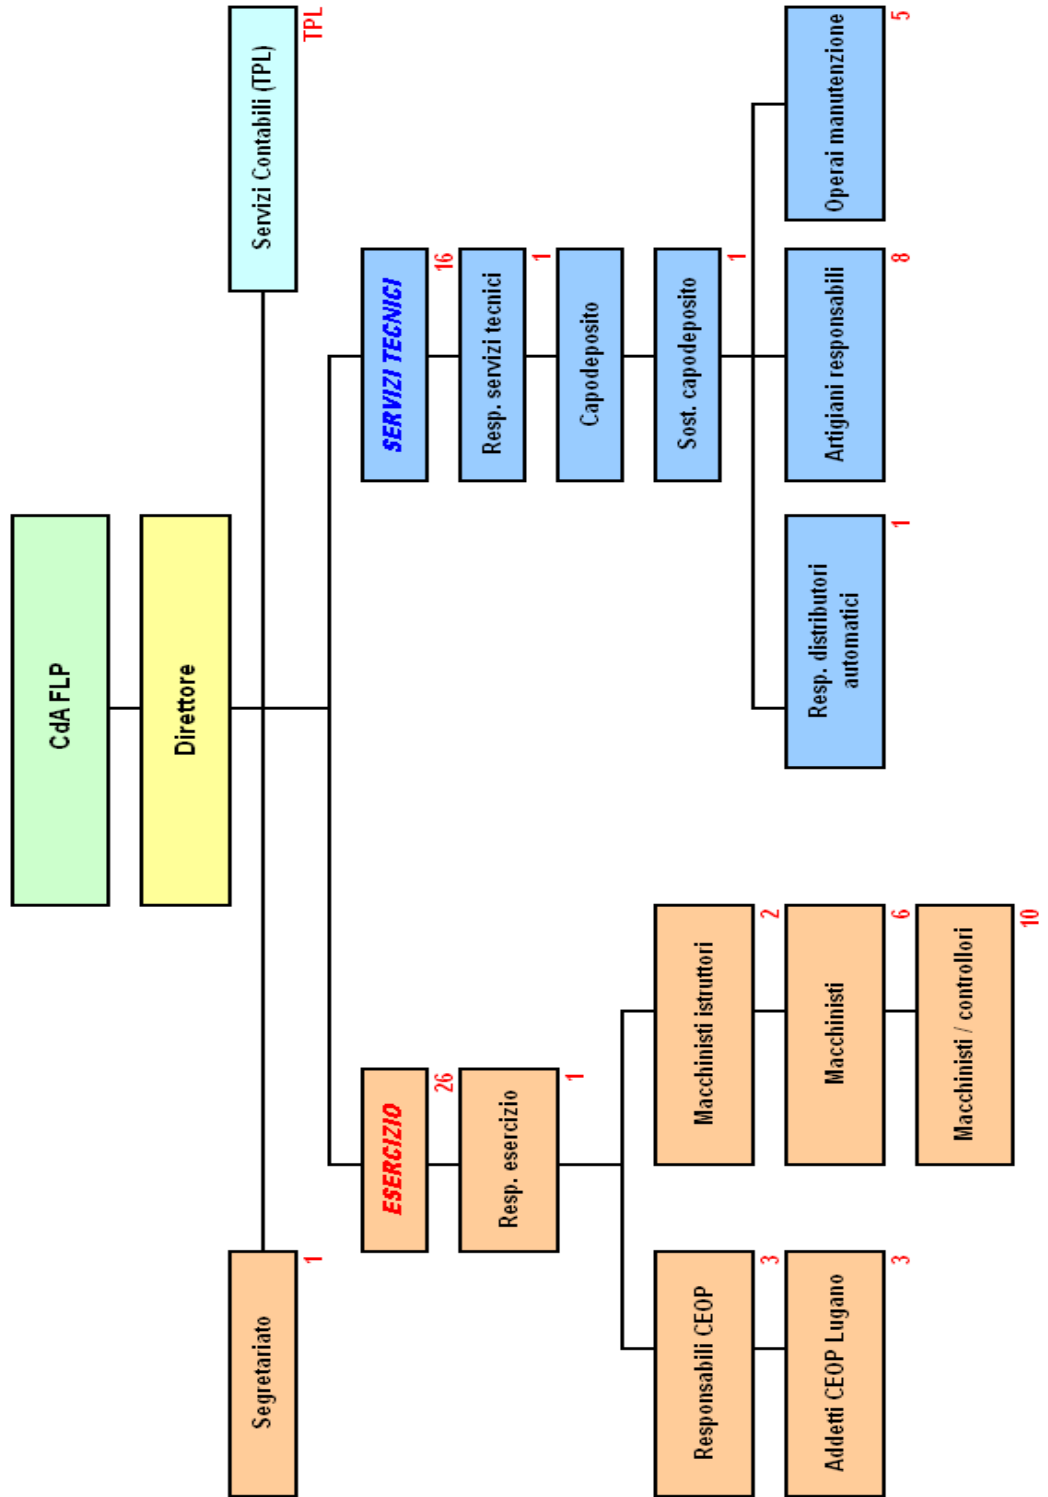 CdA FLP
Direttore
Segretariato
1
Servizi Contabili (TPL)
TPL
ESERCIZIO
26
SERVIZI TECNICI
16
Resp. esercizio
1
Resp. servizi tecnici
1
Capodeposito
Responsabili CEOP
3
Macchinisti istruttori
2
Sost. capodeposito
1
Addetti CEOP Lugano
3
Macchinisti
6
Resp. distributori
automatici
1
Artigiani responsabili
8
Operai manutenzione
5
Macchinisti / controllori
10